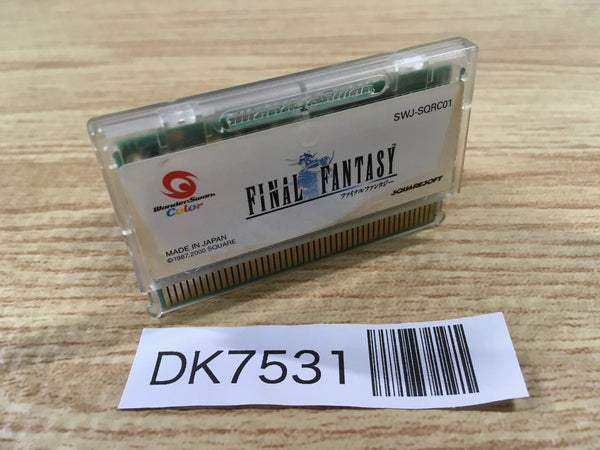 WonderSwan
SWJ-SQRC01
WonderSwan
Color
FINAL FANTASY
ファイナルファンタジー
SQUARESOFT
MADE IN JAPAN
©1987,2000 SQUARE
DK7531